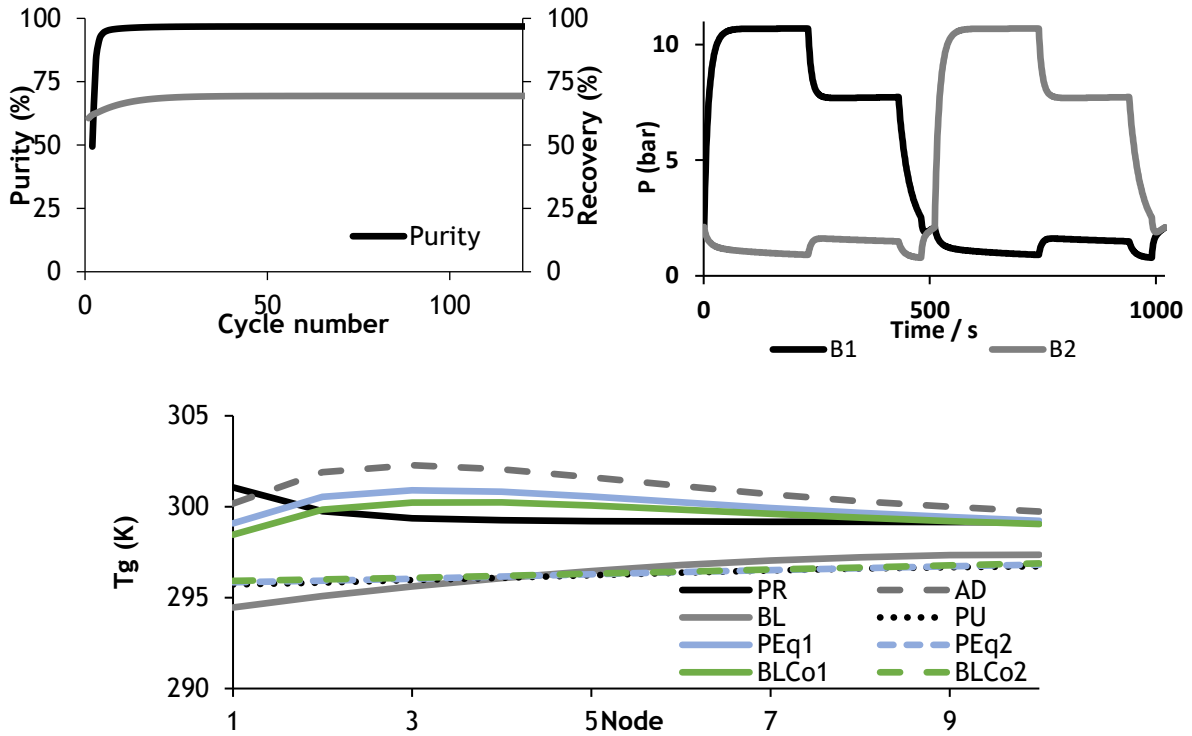 100
75
50
25
0
Purity (%)
0
50
100
Cycle number
Purity
100
75
50
25
0
Recovery (%)
10
5
0
P (bar)
0
500
1000
Time / s
B1
B2
305
300
295
290
Tg (K)
1
3
5
7
9
Node
PR
AD
BL
PU
PEq1
PEq2
BLCo1
BLCo2